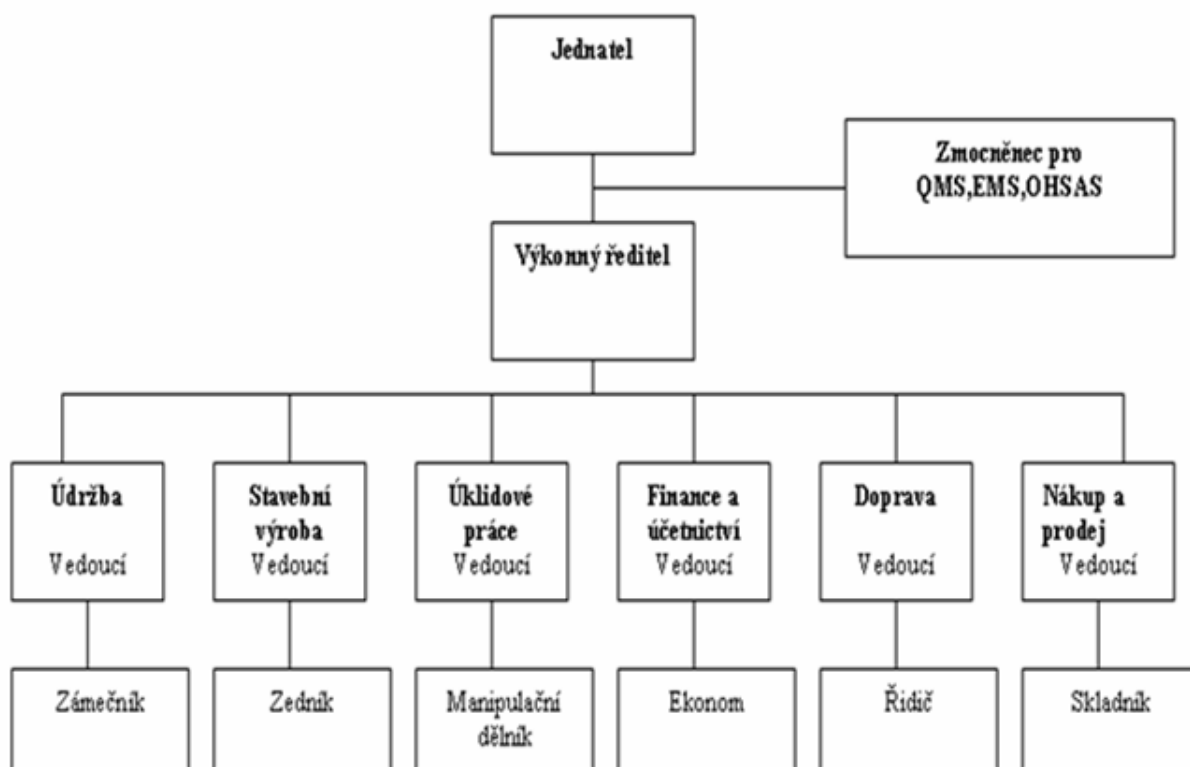 Jednatel
Zmocněnec pro
QMS,EMS,OHSAS
Výkonný ředitel
Údržba
Vedoucí
Stavební
výroba
Vedoucí
Úklidové
práce
Vedoucí
Finance a
účetnictví
Vedoucí
Doprava
Vedoucí
Nákup a
prodej
Vedoucí
Zámečník
Zedník
Manipulační
dělník
Ekonom
Řidič
Skladník